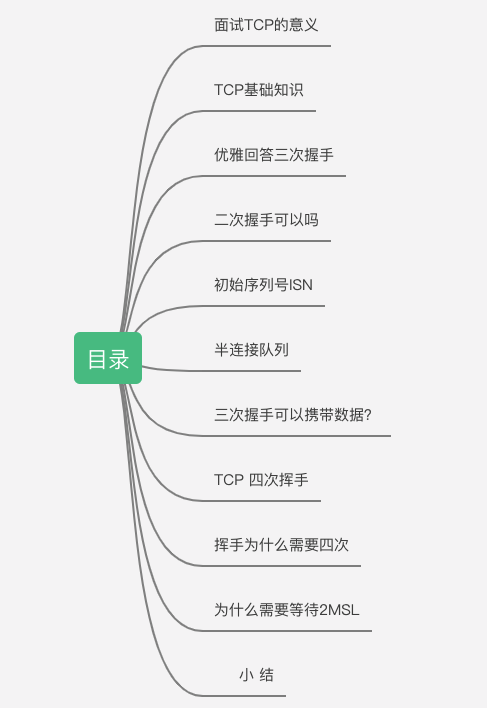 面试TCP的意义
TCP基础知识
优雅回答三次握手
二次握手可以吗
初始序列号ISN
目录
半连接队列
三次握手可以携带数据?
TCP 四次挥手
挥手为什么需要四次
为什么需要等待2MSL
小 结